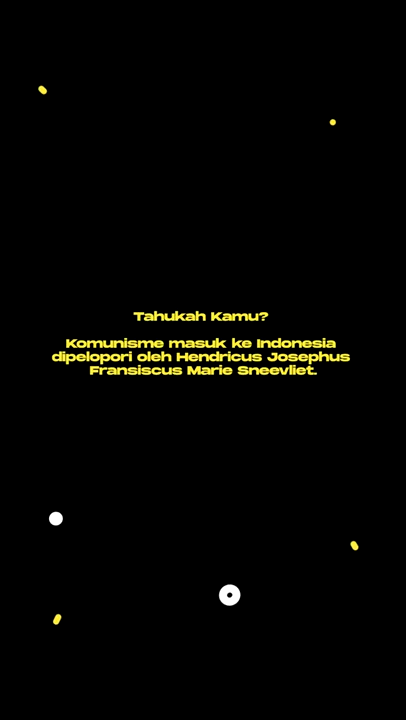 Tahukah Kamu?
Komunisme masuk ke Indonesia
dipelopori oleh Hendricus Josephus
Fransiscus Marie Sneevliet.